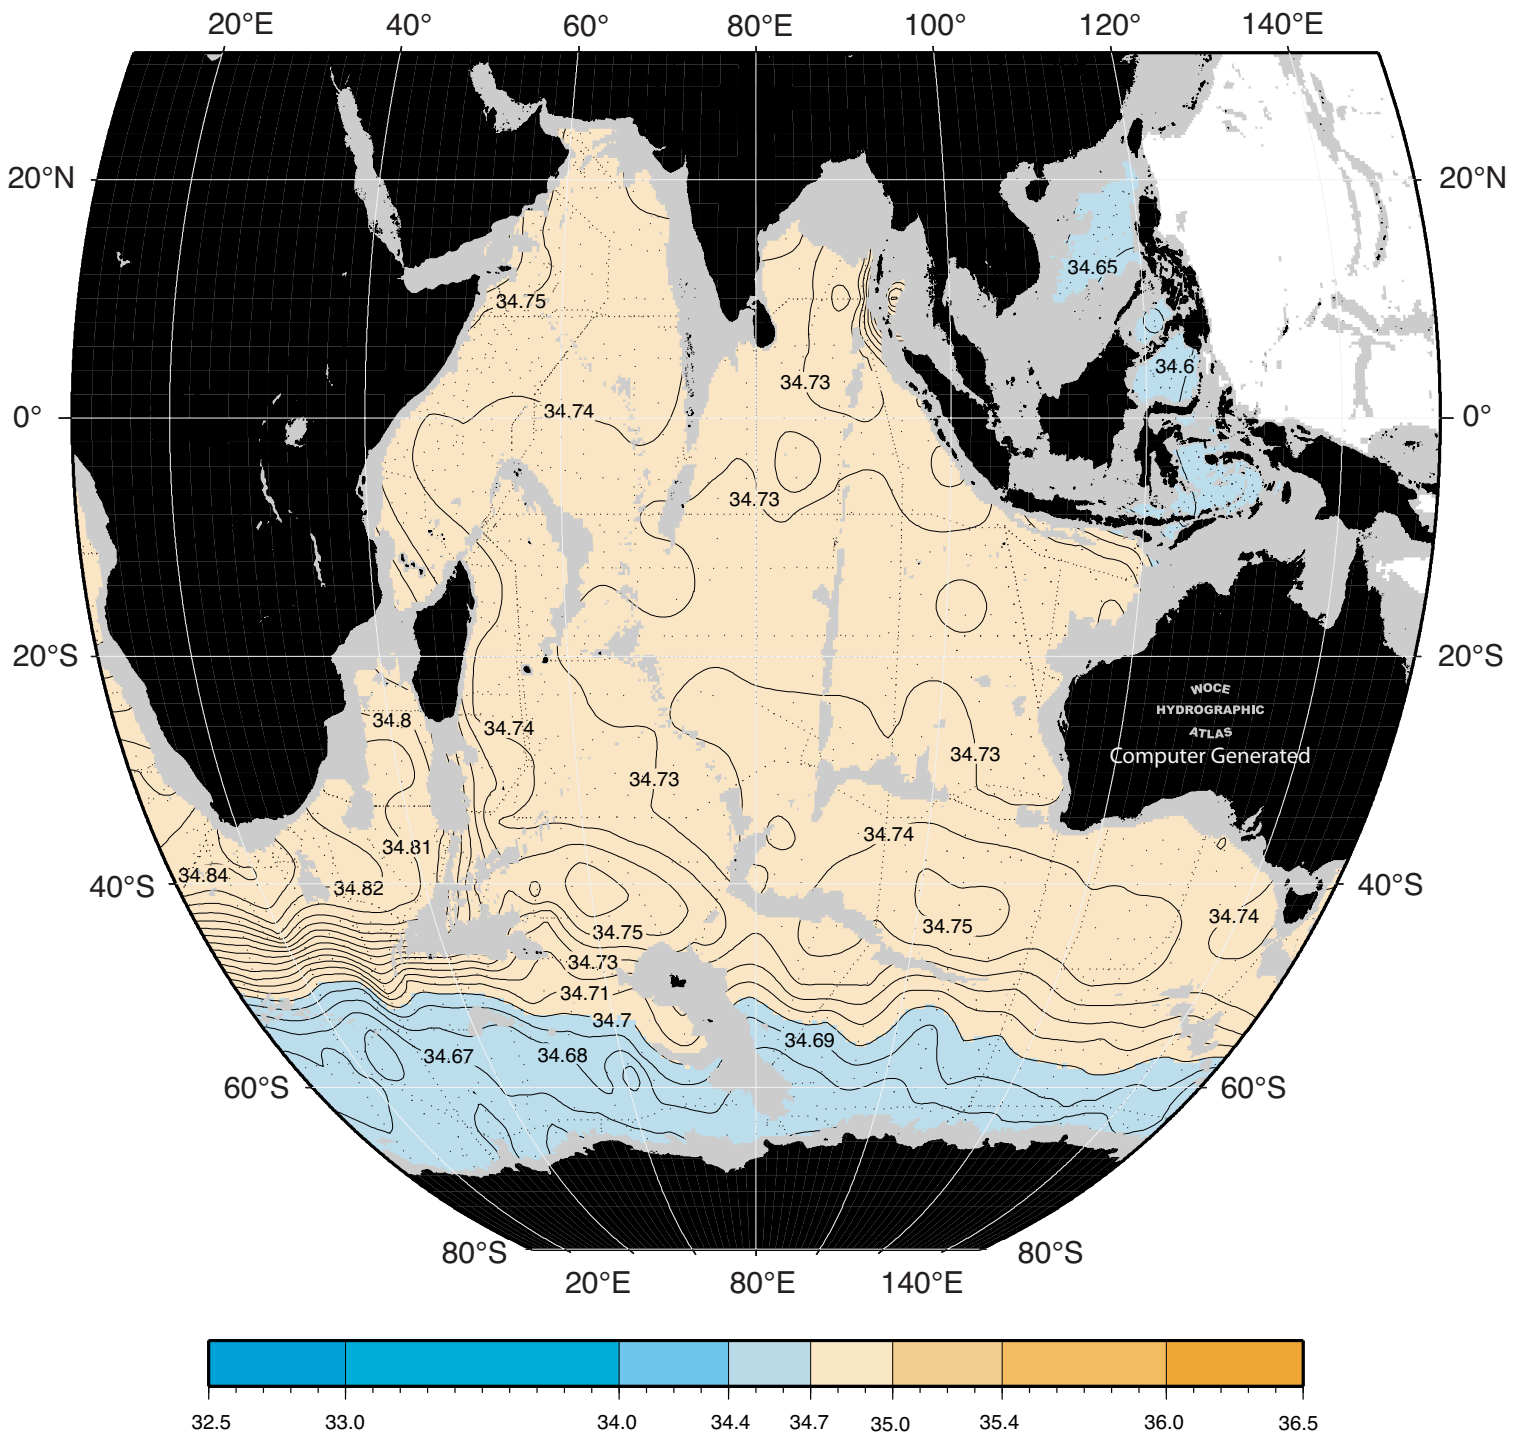 20°E 40° 60° 80°E 100° 120° 140°E
20°N 20°N
34.65
34.75
34.6
34.73
34.74
0° 0°
34.73
20°S 20°S
WOCE
HYDROGRAPHIC
ATLAS
Computer Generated
34.8
34.74
34.73
34.73
34.74
34.81
34.84
34.82
40°S 40°S
34.74
34.75
34.75
34.73
34.71
34.7
34.69
34.67 34.68
60°S 60°S
80°S 80°S
20°E 80°E 140°E
32.5 33.0 34.0 34.4 34.7 35.0 35.4 36.0 36.5